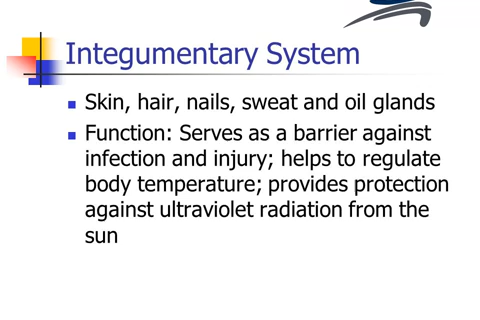 Integumentary System
Skin, hair, nails, sweat and oil glands
Function: Serves as a barrier against
infection and injury; helps to regulate
body temperature; provides protection
against ultraviolet radiation from the
sun